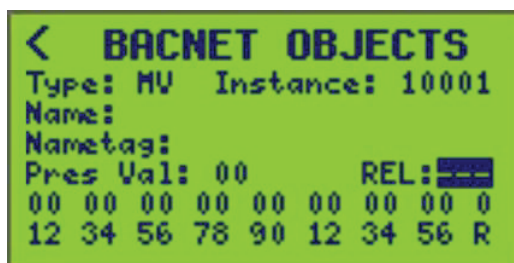 < BACNET OBJECTS
Type: MV Instance: 10001
Name:
Nametag:
Pres Val: 00 REL:---
00 00 00 00 00 00 00 00 0
12 34 56 78 90 12 34 56 R